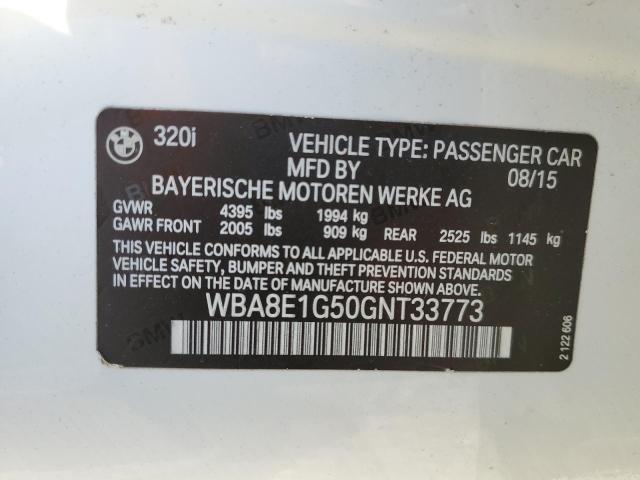 320i
VEHICLE TYPE: PASSENGER CAR
MFD BY 08/15
BAYERISCHE MOTOREN WERKE AG
GVWR 4395 lbs 1994 kg
GAWR FRONT 2005 lbs 909 kg REAR 2525 lbs 1145 kg
THIS VEHICLE CONFORMS TO ALL APPLICABLE U.S. FEDERAL MOTOR
VEHICLE SAFETY, BUMPER AND THEFT PREVENTION STANDARDS
IN EFFECT ON THE DATE OF MANUFACTURE SHOWN ABOVE.
WBA8E1G50GNT33773
2 122 606